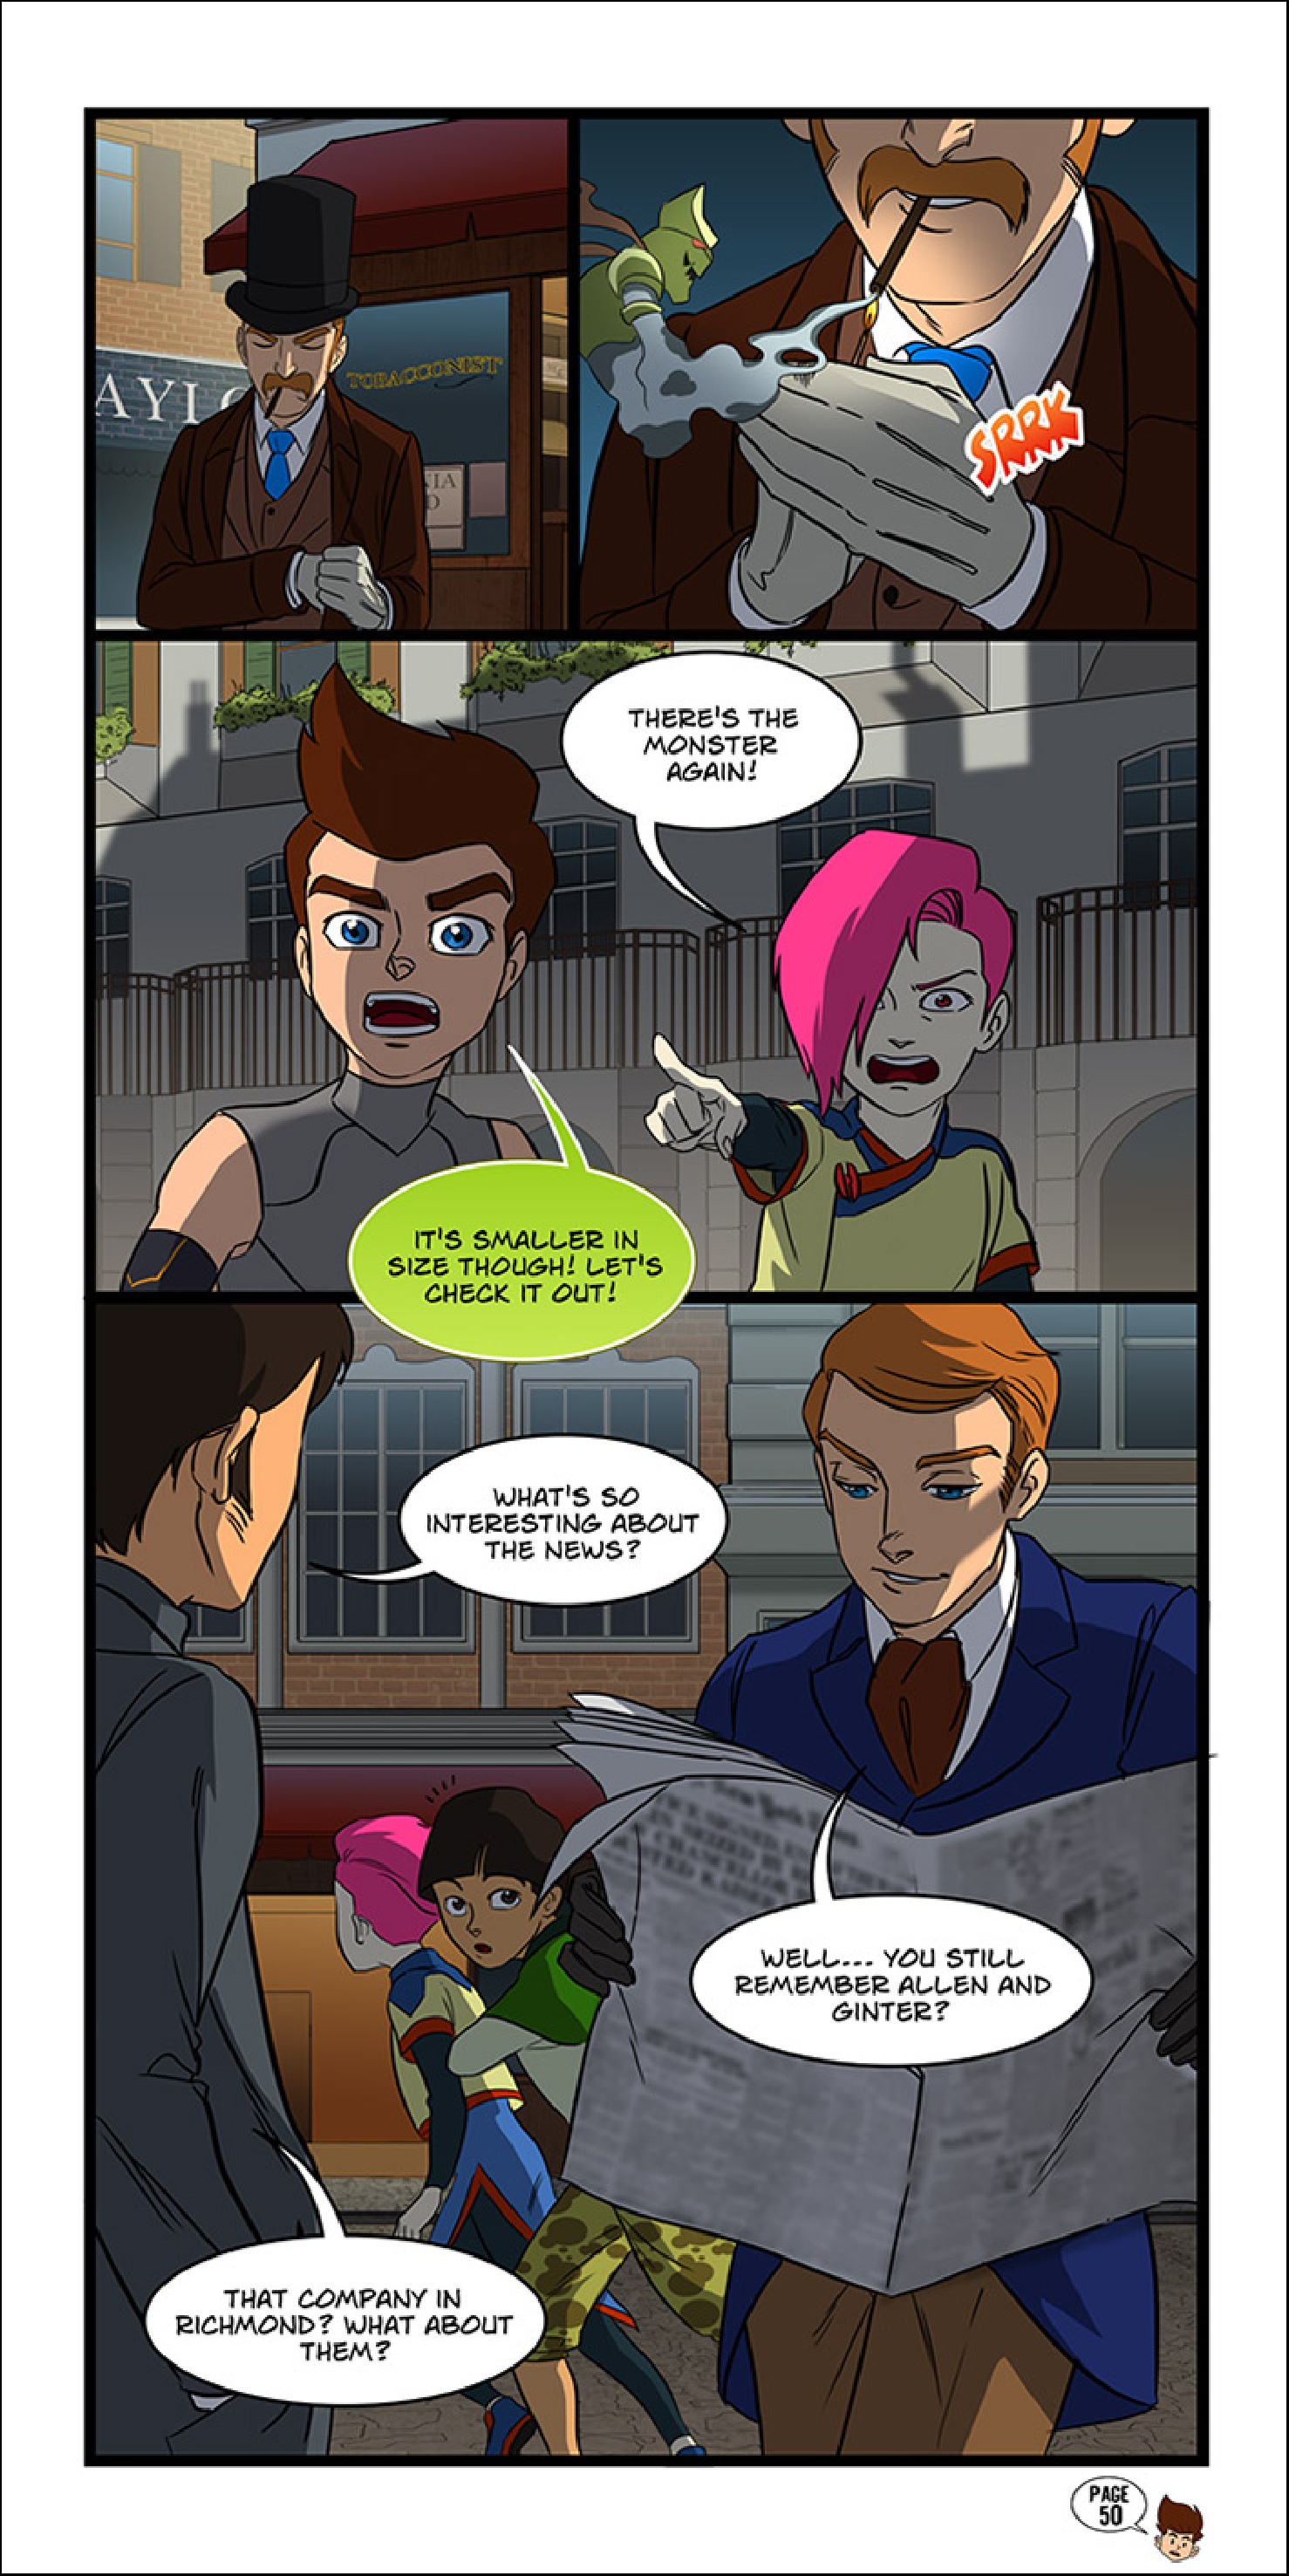 TOBACCONIST
SRRK
THERE'S THE
MONSTER
AGAIN!
IT'S SMALLER IN
SIZE THOUGH! LET'S
CHECK IT OUT!
WHAT'S SO
INTERESTING ABOUT
THE NEWS?
WELL... YOU STILL
REMEMBER ALLEN AND
GINTER?
THAT COMPANY IN
RICHMOND? WHAT ABOUT
THEM?
PAGE
50